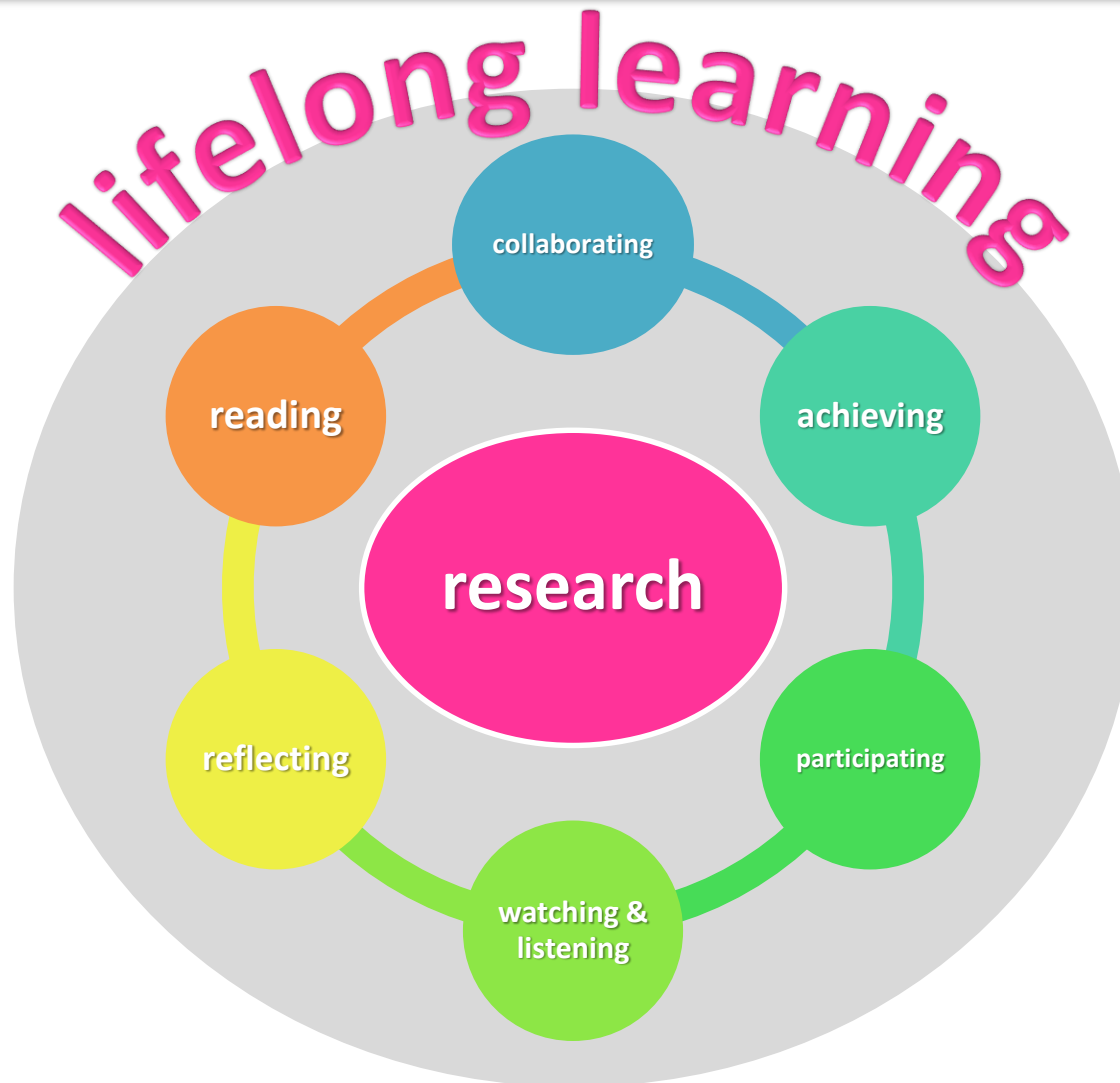 lifelong learning
collaborating
reading
achieving
research
reflecting
participating
watching &
listening